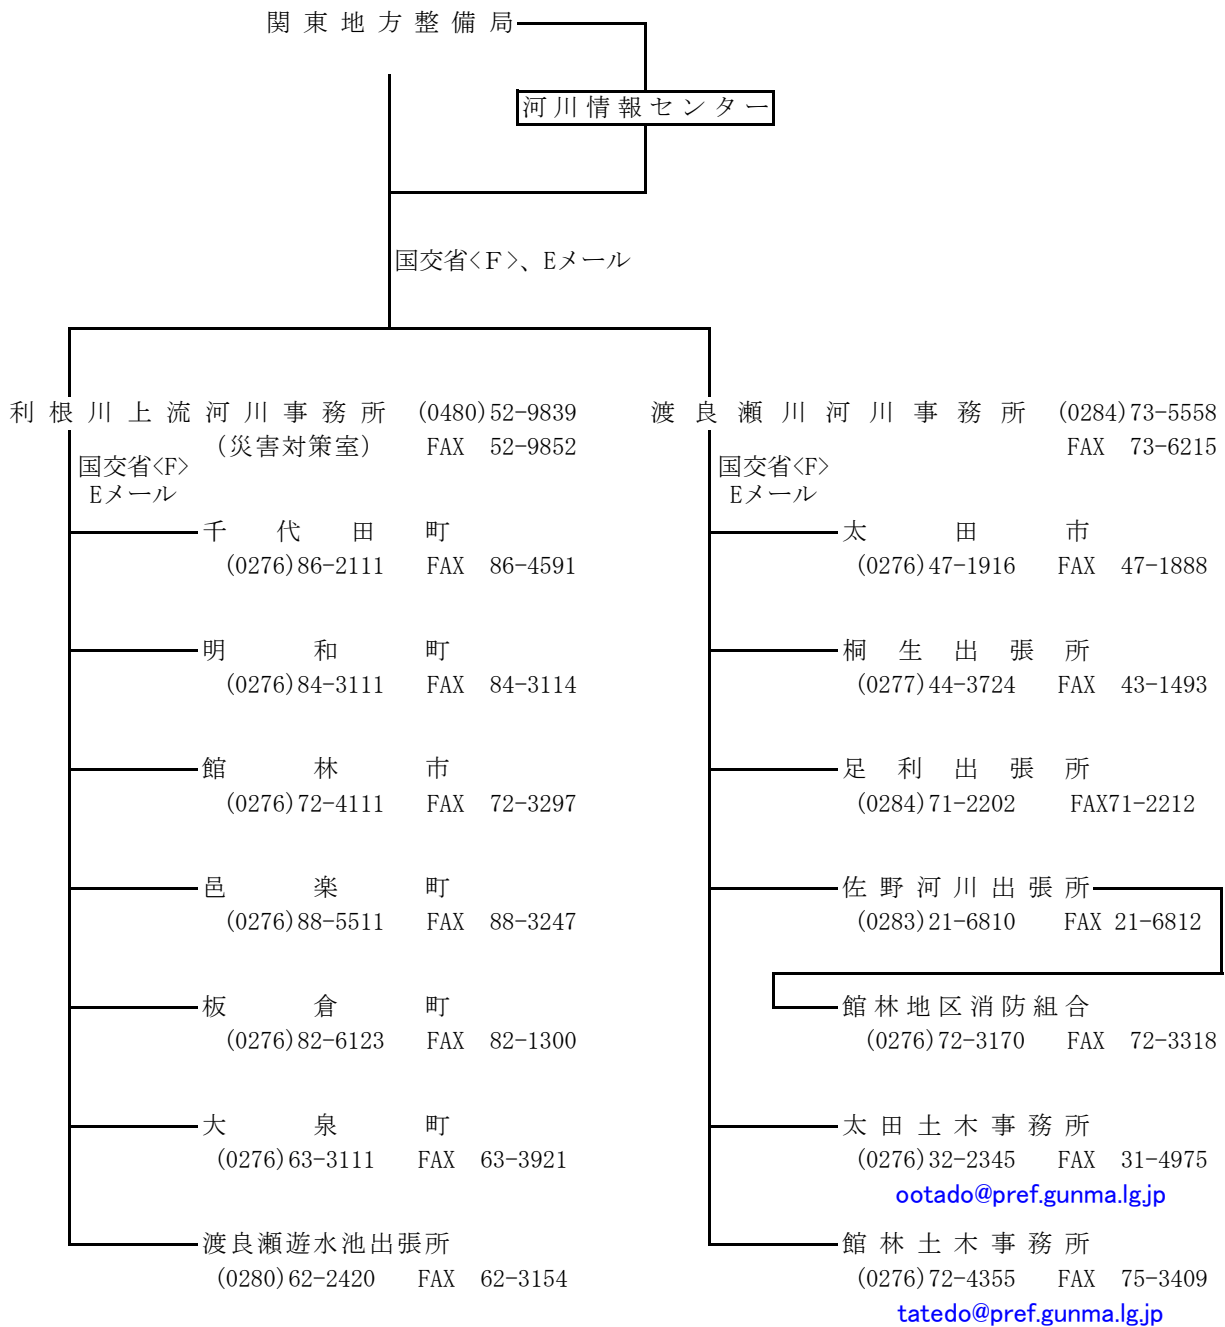 関東地方整備局
河川情報センター
国交省<F>、Eメール
利根川上流河川事務所 (0480)52-9839
(災害対策室) FAX 52-9852
国交省<F>
Eメール
千代田町
(0276)86-2111 FAX 86-4591
明和町
(0276)84-3111 FAX 84-3114
館林市
(0276)72-4111 FAX 72-3297
邑楽町
(0276)88-5511 FAX 88-3247
板倉町
(0276)82-6123 FAX 82-1300
大泉町
(0276)63-3111 FAX 63-3921
渡良瀬遊水池出張所
(0280)62-2420 FAX 62-3154
渡良瀬川河川事務所 (0284)73-5558
FAX 73-6215
国交省<F>
Eメール
太田市
(0276)47-1916 FAX 47-1888
桐生出張所
(0277)44-3724 FAX 43-1493
足利出張所
(0284)71-2202 FAX71-2212
佐野河川出張所
(0283)21-6810 FAX 21-6812
館林地区消防組合
(0276)72-3170 FAX 72-3318
太田土木事務所
(0276)32-2345 FAX 31-4975
ootado@pref.gunma.lg.jp
館林土木事務所
(0276)72-4355 FAX 75-3409
tatedo@pref.gunma.lg.jp